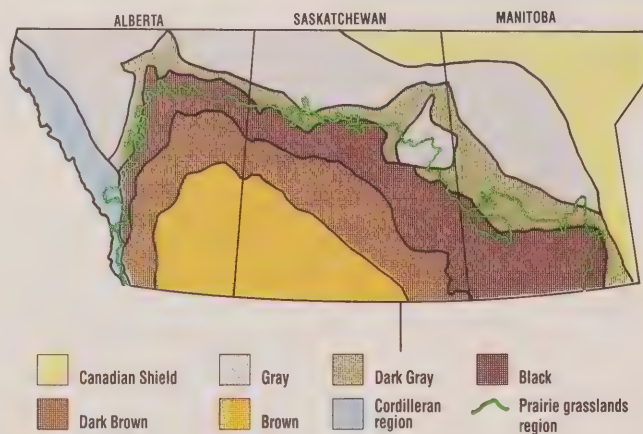 ALBERTA
SASKATCHEWAN
MANITOBA
Canadian Shield
Gray
Dark Gray
Black
Dark Brown
Brown
Cordilleran
region
Prairie grasslands
region